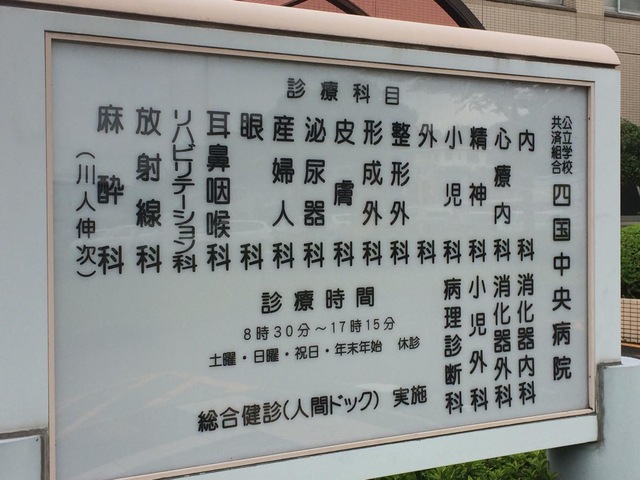 公立学校
共済組合
四国中央病院
診療科目
内科
心療内科
精神科
小児科
外科
整形外科
形成外科
皮膚科
泌尿器科
産婦人科
眼科
耳鼻咽喉科
リハビリテーション科
放射線科
麻酔科
(川人伸次)
消化器内科
消化器外科
小児外科
病理診断科
診療時間
8時30分～17時15分
土曜・日曜・祝日・年末年始 休診
総合健診(人間ドック) 実施